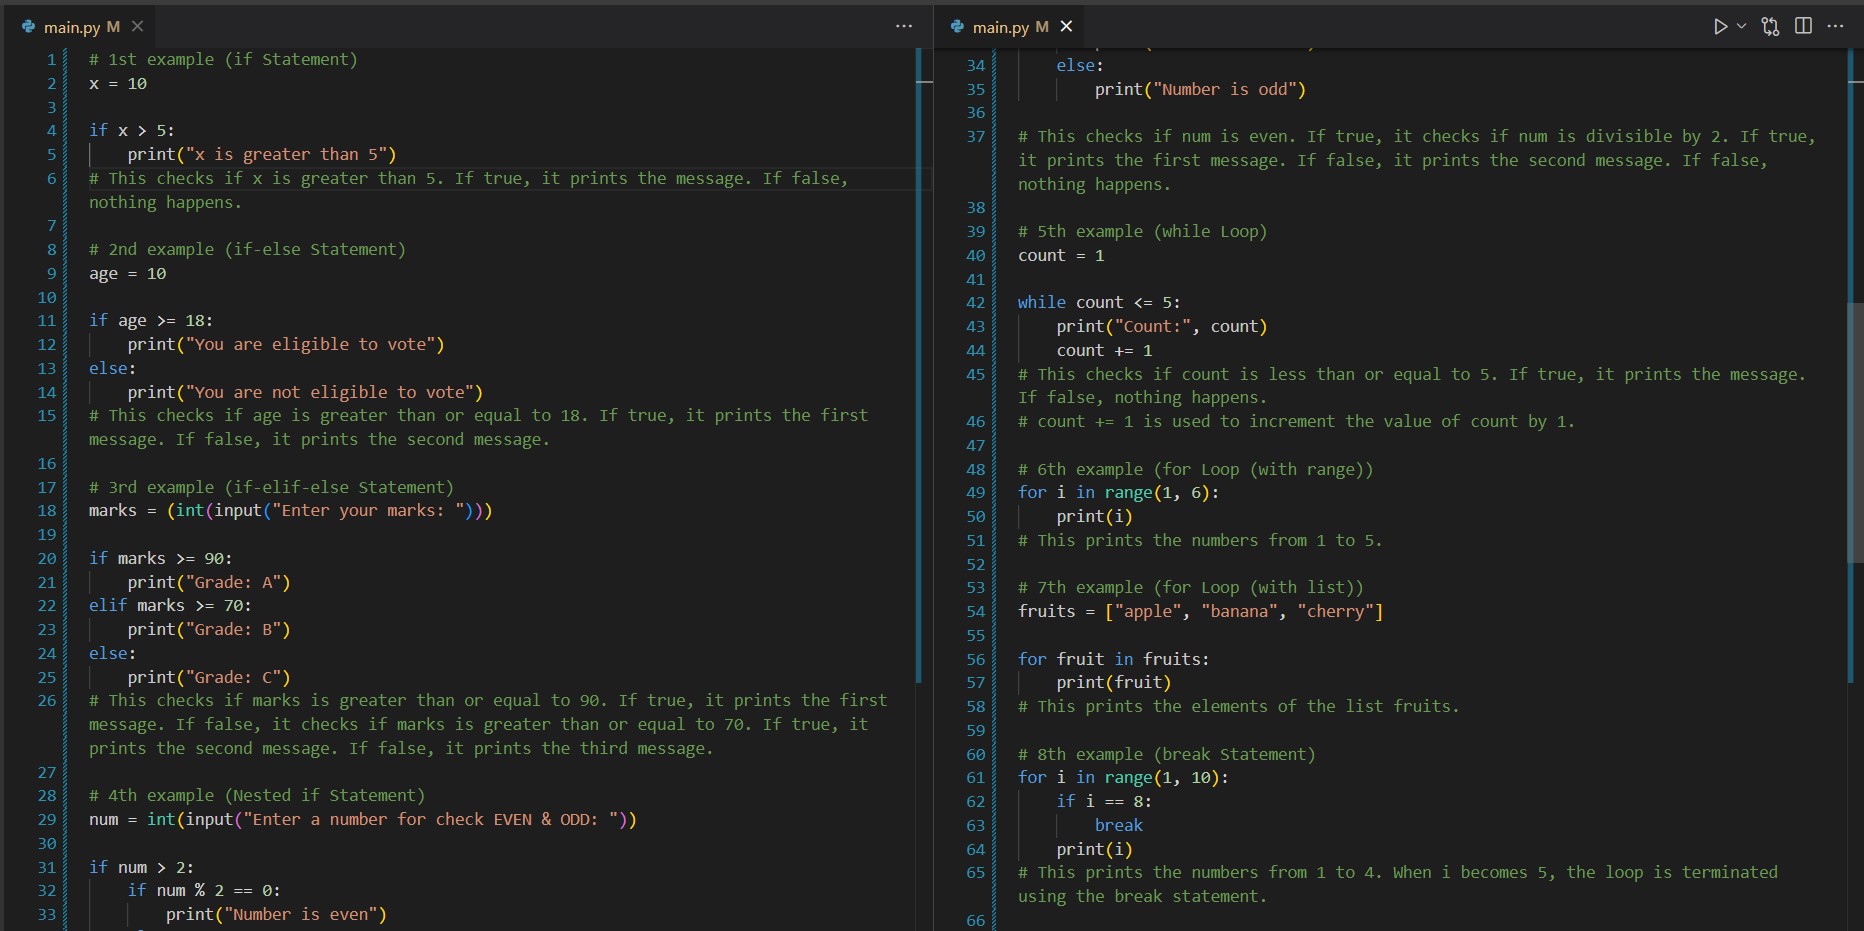 main.py M
1 # 1st example (if Statement)
2 x = 10
3
4 if x > 5:
5     print("x is greater than 5")
6 # This checks if x is greater than 5. If true, it prints the message. If false,
nothing happens.
7
8 # 2nd example (if-else Statement)
9 age = 10
10
11 if age >= 18:
12     print("You are eligible to vote")
13 else:
14     print("You are not eligible to vote")
15 # This checks if age is greater than or equal to 18. If true, it prints the first
message. If false, it prints the second message.
16
17 # 3rd example (if-elif-else Statement)
18 marks = (int(input("Enter your marks: ")))
19
20 if marks >= 90:
21     print("Grade: A")
22 elif marks >= 70:
23     print("Grade: B")
24 else:
25     print("Grade: C")
26 # This checks if marks is greater than or equal to 90. If true, it prints the first
message. If false, it checks if marks is greater than or equal to 70. If true, it
prints the second message. If false, it prints the third message.
27
28 # 4th example (Nested if Statement)
29 num = int(input("Enter a number for check EVEN & ODD: "))
30
31 if num > 2:
32     if num % 2 == 0:
33         print("Number is even")
main.py M
34     else:
35         print("Number is odd")
36
37 # This checks if num is even. If true, it checks if num is divisible by 2. If true,
it prints the first message. If false, it prints the second message. If false,
nothing happens.
38
39 # 5th example (while Loop)
40 count = 1
41
42 while count <= 5:
43     print("Count:", count)
44     count += 1
45 # This checks if count is less than or equal to 5. If true, it prints the message.
If false, nothing happens.
46 # count += 1 is used to increment the value of count by 1.
47
48 # 6th example (for Loop (with range))
49 for i in range(1, 6):
50     print(i)
51 # This prints the numbers from 1 to 5.
52
53 # 7th example (for Loop (with list))
54 fruits = ["apple", "banana", "cherry"]
55
56 for fruit in fruits:
57     print(fruit)
58 # This prints the elements of the list fruits.
59
60 # 8th example (break Statement)
61 for i in range(1, 10):
62     if i == 8:
63         break
64     print(i)
65 # This prints the numbers from 1 to 4. When i becomes 5, the loop is terminated
using the break statement.
66